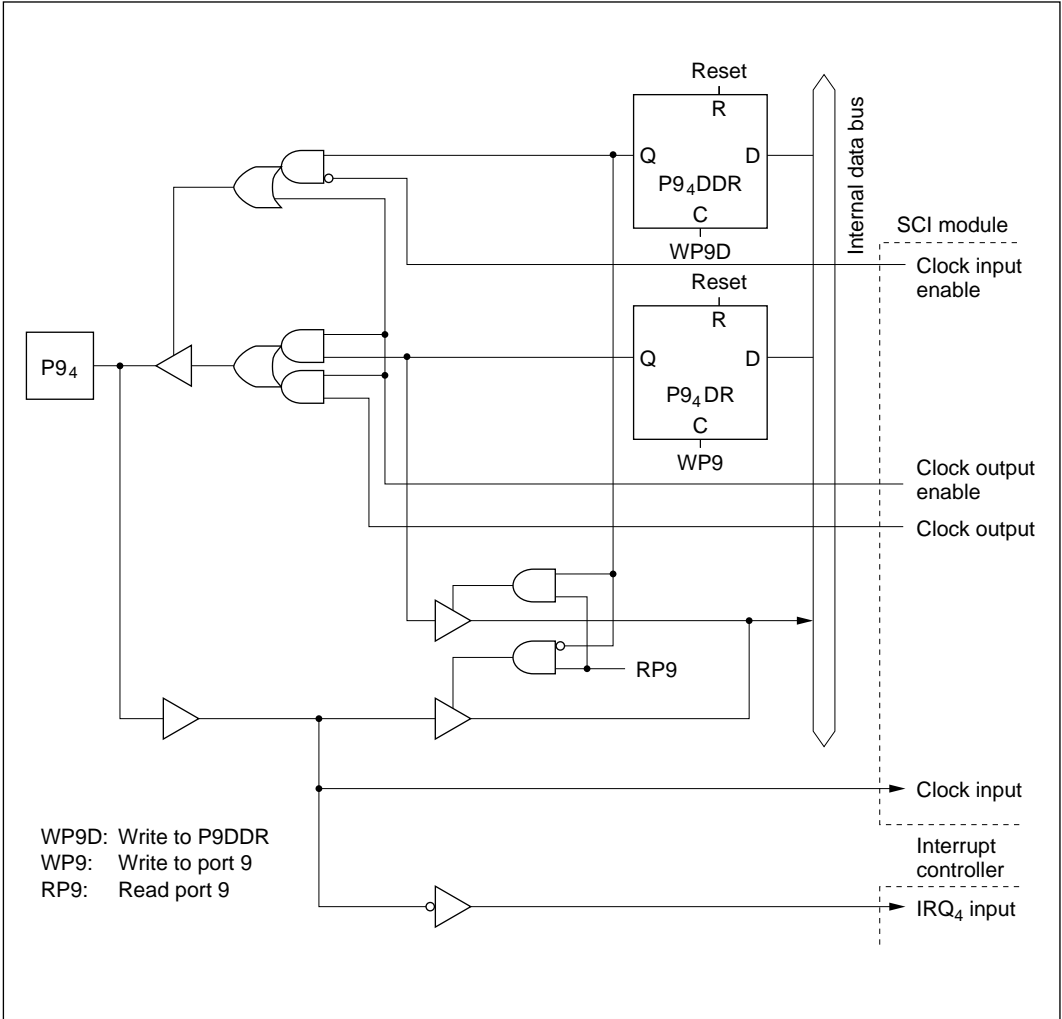 Reset
R
Q
D
P9₄DDR
C
WP9D
Internal data bus
SCI module
Clock input
enable
Reset
R
Q
D
P9₄DR
C
WP9
P9₄
Clock output
enable
Clock output
RP9
Clock input
WP9D: Write to P9DDR
WP9: Write to port 9
RP9: Read port 9
Interrupt
controller
IRQ₄ input